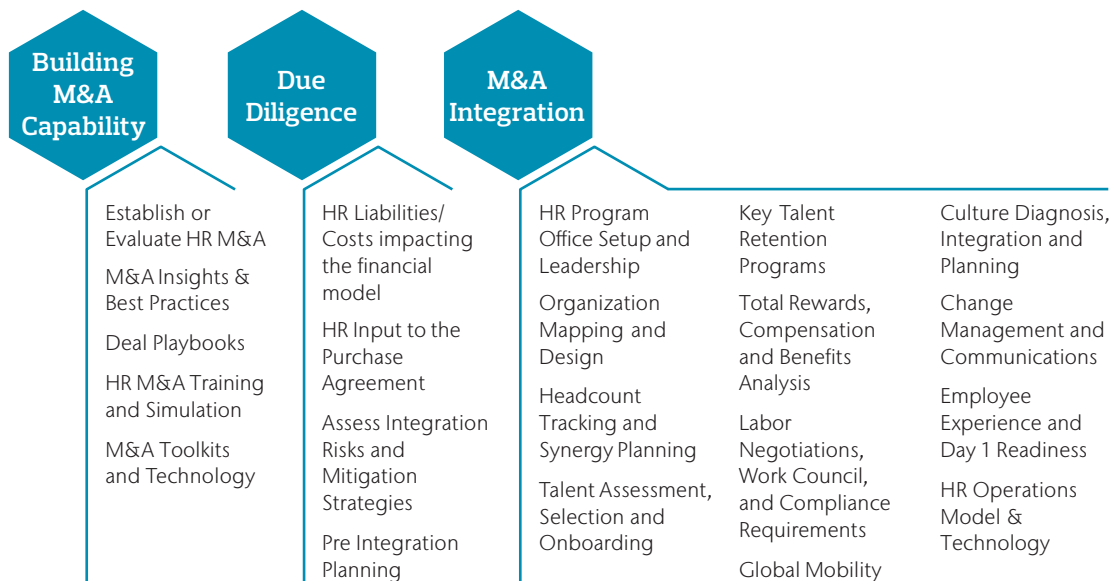 Building
M&A
Capability
Establish or
Evaluate HR M&A
M&A Insights &
Best Practices
Deal Playbooks
HR M&A Training
and Simulation
M&A Toolkits
and Technology
Due
Diligence
HR Liabilities/
Costs impacting
the financial
model
HR Input to the
Purchase
Agreement
Assess Integration
Risks and
Mitigation
Strategies
Pre Integration
Planning
M&A
Integration
HR Program
Office Setup and
Leadership
Organization
Mapping and
Design
Headcount
Tracking and
Synergy Planning
Talent Assessment,
Selection and
Onboarding
Key Talent
Retention
Programs
Total Rewards,
Compensation
and Benefits
Analysis
Labor
Negotiations,
Work Council,
and Compliance
Requirements
Global Mobility
Culture Diagnosis,
Integration and
Planning
Change
Management and
Communications
Employee
Experience and
Day 1 Readiness
HR Operations
Model &
Technology